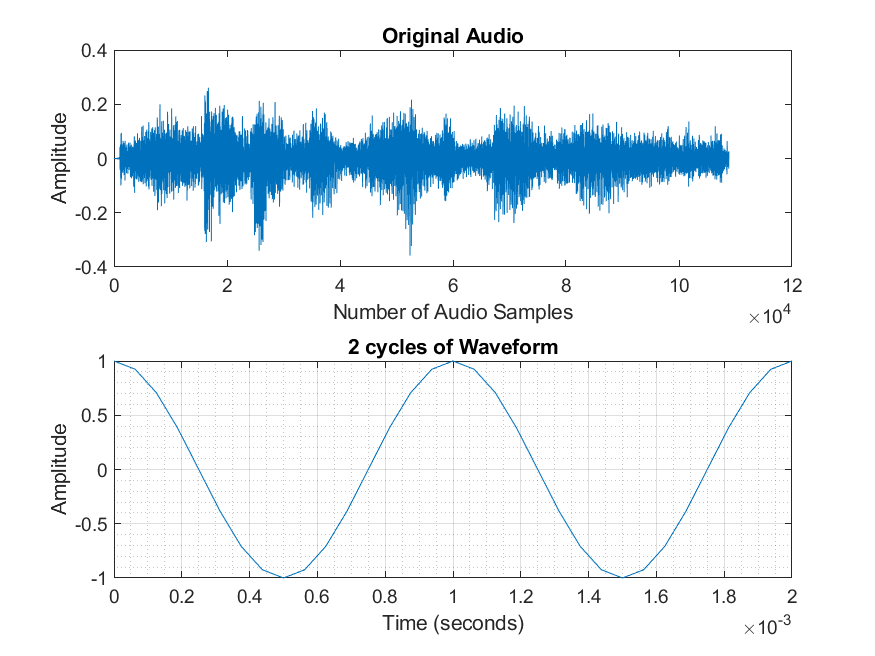 Original Audio
0.4
0.2
0
-0.2
-0.4
Amplitude
0 2 4 6 8 10 12
Number of Audio Samples
×10⁴
2 cycles of Waveform
1
0.5
0
-0.5
-1
Amplitude
0 0.2 0.4 0.6 0.8 1 1.2 1.4 1.6 1.8 2
Time (seconds)
×10⁻³